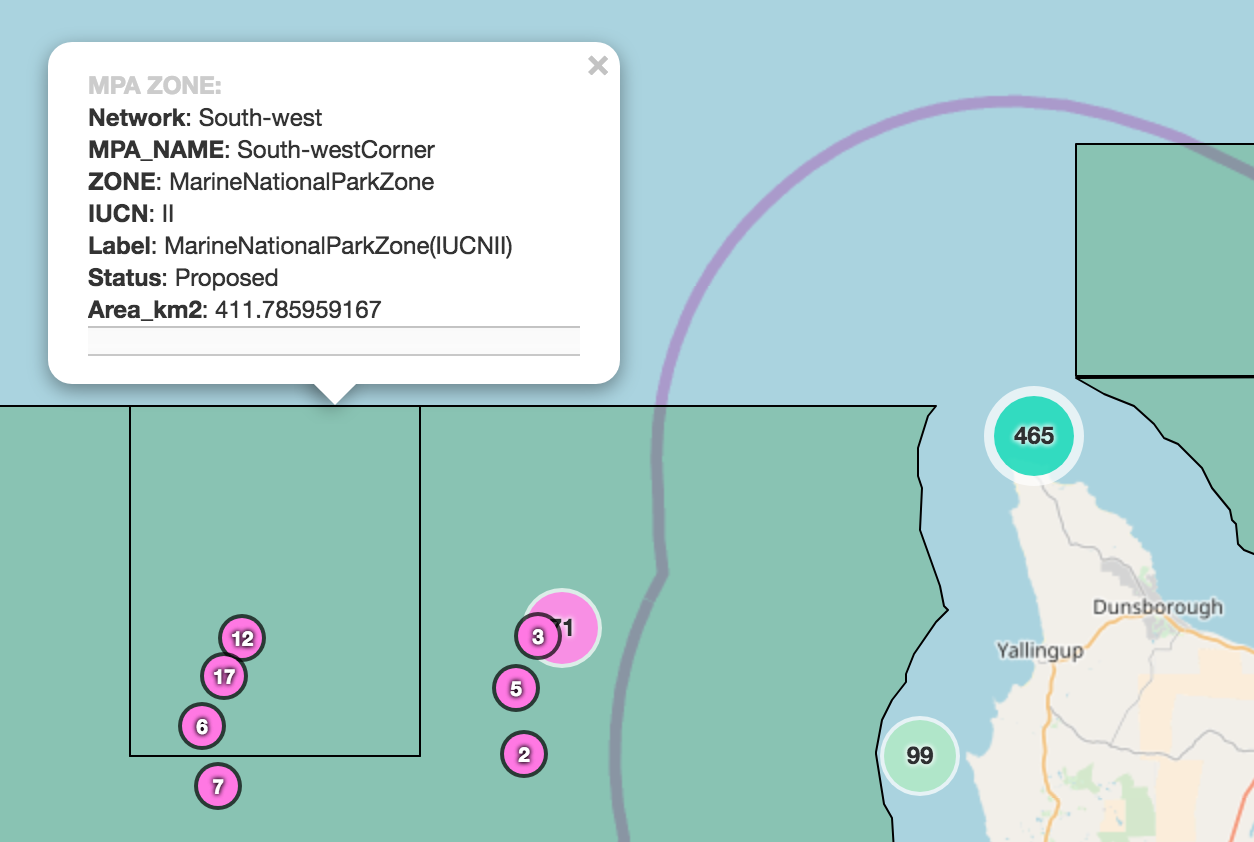 MPA ZONE:
Network: South-west
MPA_NAME: South-westCorner
ZONE: MarineNationalParkZone
IUCN: II
Label: MarineNationalParkZone(IUCNII)
Status: Proposed
Area_km2: 411.785959167
465
Dunsborough
12
3
71
Yallingup
17
5
6
2
99
7